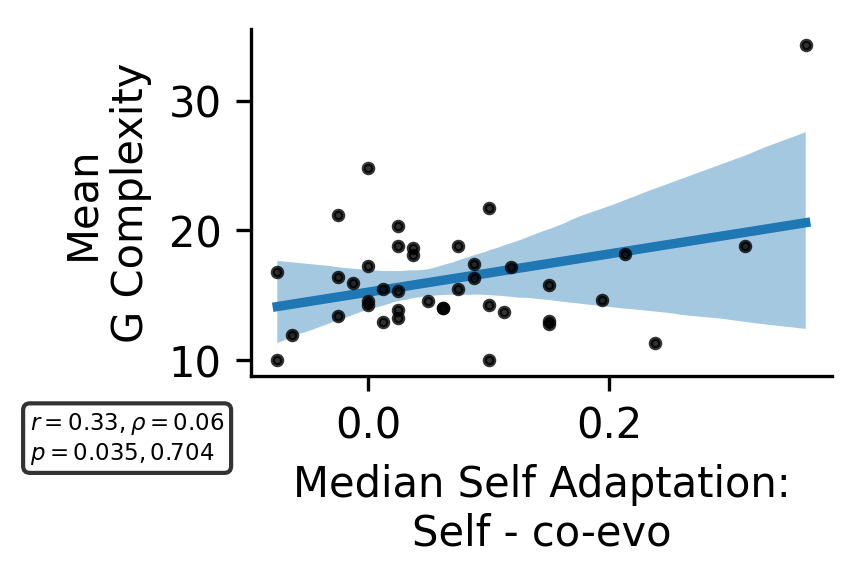 Mean
G Complexity
30
20
10
0.0
0.2
r = 0.33, ρ = 0.06
p = 0.035, 0.704
Median Self Adaptation:
Self - co-evo